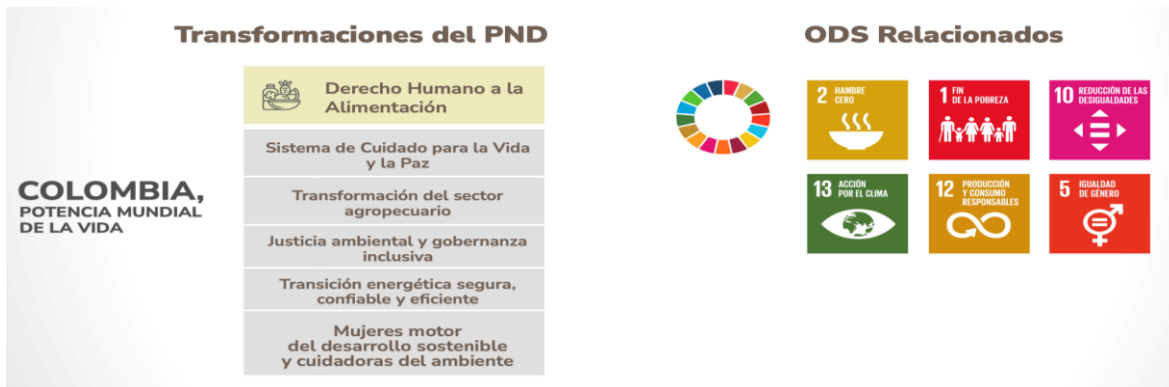 Transformaciones del PND
ODS Relacionados
COLOMBIA,
POTENCIA MUNDIAL
DE LA VIDA
Derecho Humano a la
Alimentación
Sistema de Cuidado para la Vida
y la Paz
Transformación del sector
agropecuario
Justicia ambiental y gobernanza
inclusiva
Transición energética segura,
confiable y eficiente
Mujeres motor
del desarrollo sostenible
y cuidadoras del ambiente
2 HAMBRE
CERO
1 FIN
DE LA POBREZA
10 REDUCCIÓN DE LAS
DESIGUALDADES
13 ACCIÓN
POR EL CLIMA
12 PRODUCCIÓN
Y CONSUMO
RESPONSABLES
5 IGUALDAD
DE GÉNERO